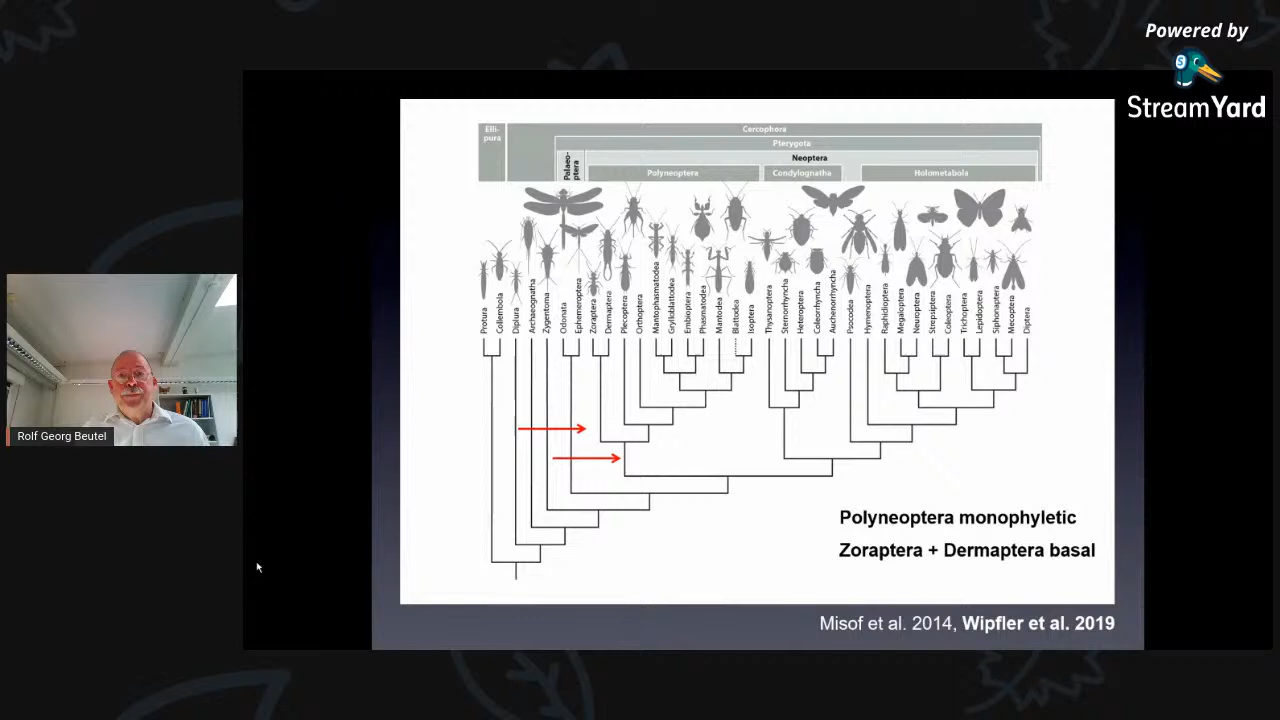 Powered by
StreamYard
Elli-
pura
Cercophora
Pterygota
Palaeo-
ptera
Neoptera
Polyneoptera
Condylognatha
Holometabola
Protura
Collembola
Diplura
Archaeognatha
Zygentoma
Odonata
Ephemeroptera
Zoraptera
Dermaptera
Plecoptera
Orthoptera
Mantophasmatodea
Grylloblattodea
Embioptera
Phasmatodea
Mantodea
Blattodea
Isoptera
Thysanoptera
Sternorrhyncha
Heteroptera
Coleorrhyncha
Auchenorrhyncha
Psocodea
Hymenoptera
Raphidioptera
Megaloptera
Neuroptera
Strepsiptera
Coleoptera
Trichoptera
Lepidoptera
Siphonaptera
Mecoptera
Diptera
Rolf Georg Beutel
Polyneoptera monophyletic
Zoraptera + Dermaptera basal
Misof et al. 2014, Wipfler et al. 2019